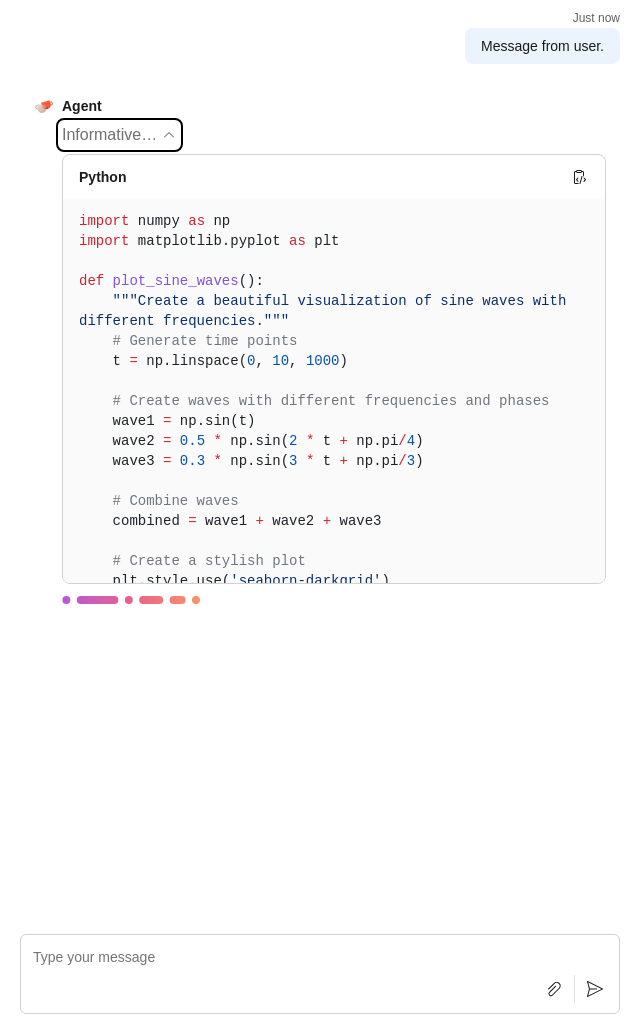 Just now
Message from user.
Agent
Informative…
Python
import numpy as np
import matplotlib.pyplot as plt
def plot_sine_waves():
    """Create a beautiful visualization of sine waves with
different frequencies."""
    # Generate time points
    t = np.linspace(0, 10, 1000)
    # Create waves with different frequencies and phases
    wave1 = np.sin(t)
    wave2 = 0.5 * np.sin(2 * t + np.pi/4)
    wave3 = 0.3 * np.sin(3 * t + np.pi/3)
    # Combine waves
    combined = wave1 + wave2 + wave3
    # Create a stylish plot
    plt.style.use('seaborn-darkgrid')
Type your message